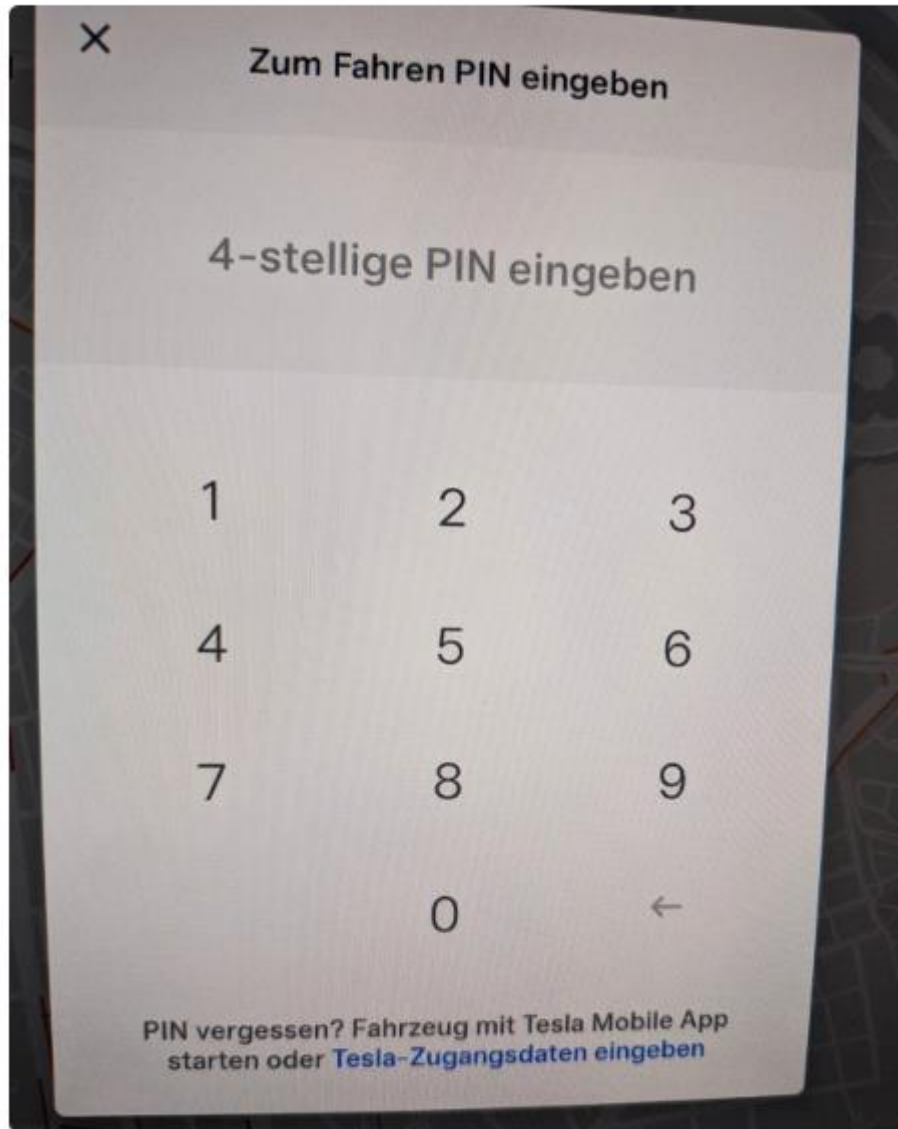 ×
Zum Fahren PIN eingeben
4-stellige PIN eingeben
1 2 3
4 5 6
7 8 9
0 ←
PIN vergessen? Fahrzeug mit Tesla Mobile App
starten oder Tesla-Zugangsdaten eingeben